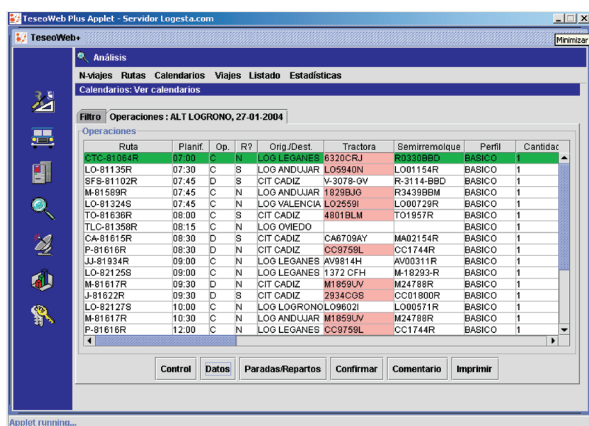 TeseoWeb Plus Applet - Servidor Logesta.com
TeseoWeb+
Minimizar
Análisis
N-viajes Rutas Calendarios Viajes Listado Estadísticas
Calendarios: Ver calendarios
Filtro Operaciones : ALT LOGRONO, 27-01-2004
Operaciones
Ruta Planif. Op. R? Orig./Dest. Tractora Semirremolque Perfil Cantidad
CTC-81064R 07:00 C N LOG LEGANES 6320CRJ R0330BBD BASICO 1
LO-81135R 07:30 C S LOG ANDUJAR LO5940N LO01154R BASICO 1
SFS-81102R 07:45 D S CIT CADIZ V-3078-GV R-3114-BBD BASICO 1
M-81589R 07:45 C N LOG ANDUJAR 1829BJG R3439BBM BASICO 1
LO-81324S 07:45 C N LOG VALENCIA LO2559I LO00729R BASICO 1
TO-81636R 08:00 C S CIT CADIZ 4801BLM TO1957R BASICO 1
TLC-81358R 08:15 C N LOG OVIEDO BASICO 1
CA-81615R 08:30 D S CIT CADIZ CA6709AY MA02154R BASICO 1
P-81616R 08:30 D N CIT CADIZ CC9759L CC1744R BASICO 1
JJ-81934R 09:00 C N LOG LEGANES AV9814H AV00311R BASICO 1
LO-82125S 09:00 C N LOG LEGANES 1372 CFH M-18293-R BASICO 1
M-81617R 09:30 D N CIT CADIZ M1859UV M24788R BASICO 1
J-81622R 09:30 D S CIT CADIZ 2934CGS CC01800R BASICO 1
LO-82127S 10:00 C N LOG LOGRONO LO9602I LO00571R BASICO 1
M-81617R 10:30 C N LOG ANDUJAR M1859UV M24788R BASICO 1
P-81616R 12:00 C N LOG LEGANES CC9759L CC1744R BASICO 1
Control Datos Paradas/Repartos Confirmar Comentario Imprimir
Applet running...